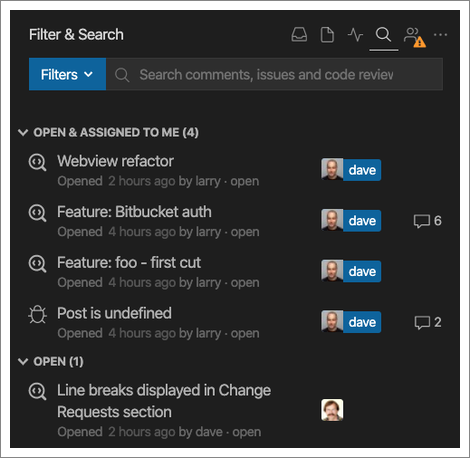 Filter & Search
Filters
Search comments, issues and code review
OPEN & ASSIGNED TO ME (4)
Webview refactor
dave
Opened 2 hours ago by larry · open
Feature: Bitbucket auth
dave 6
Opened 4 hours ago by larry · open
Feature: foo - first cut
dave
Opened 4 hours ago by larry · open
Post is undefined
dave 2
Opened 4 hours ago by larry · open
OPEN (1)
Line breaks displayed in Change
Requests section
Opened 2 hours ago by dave · open